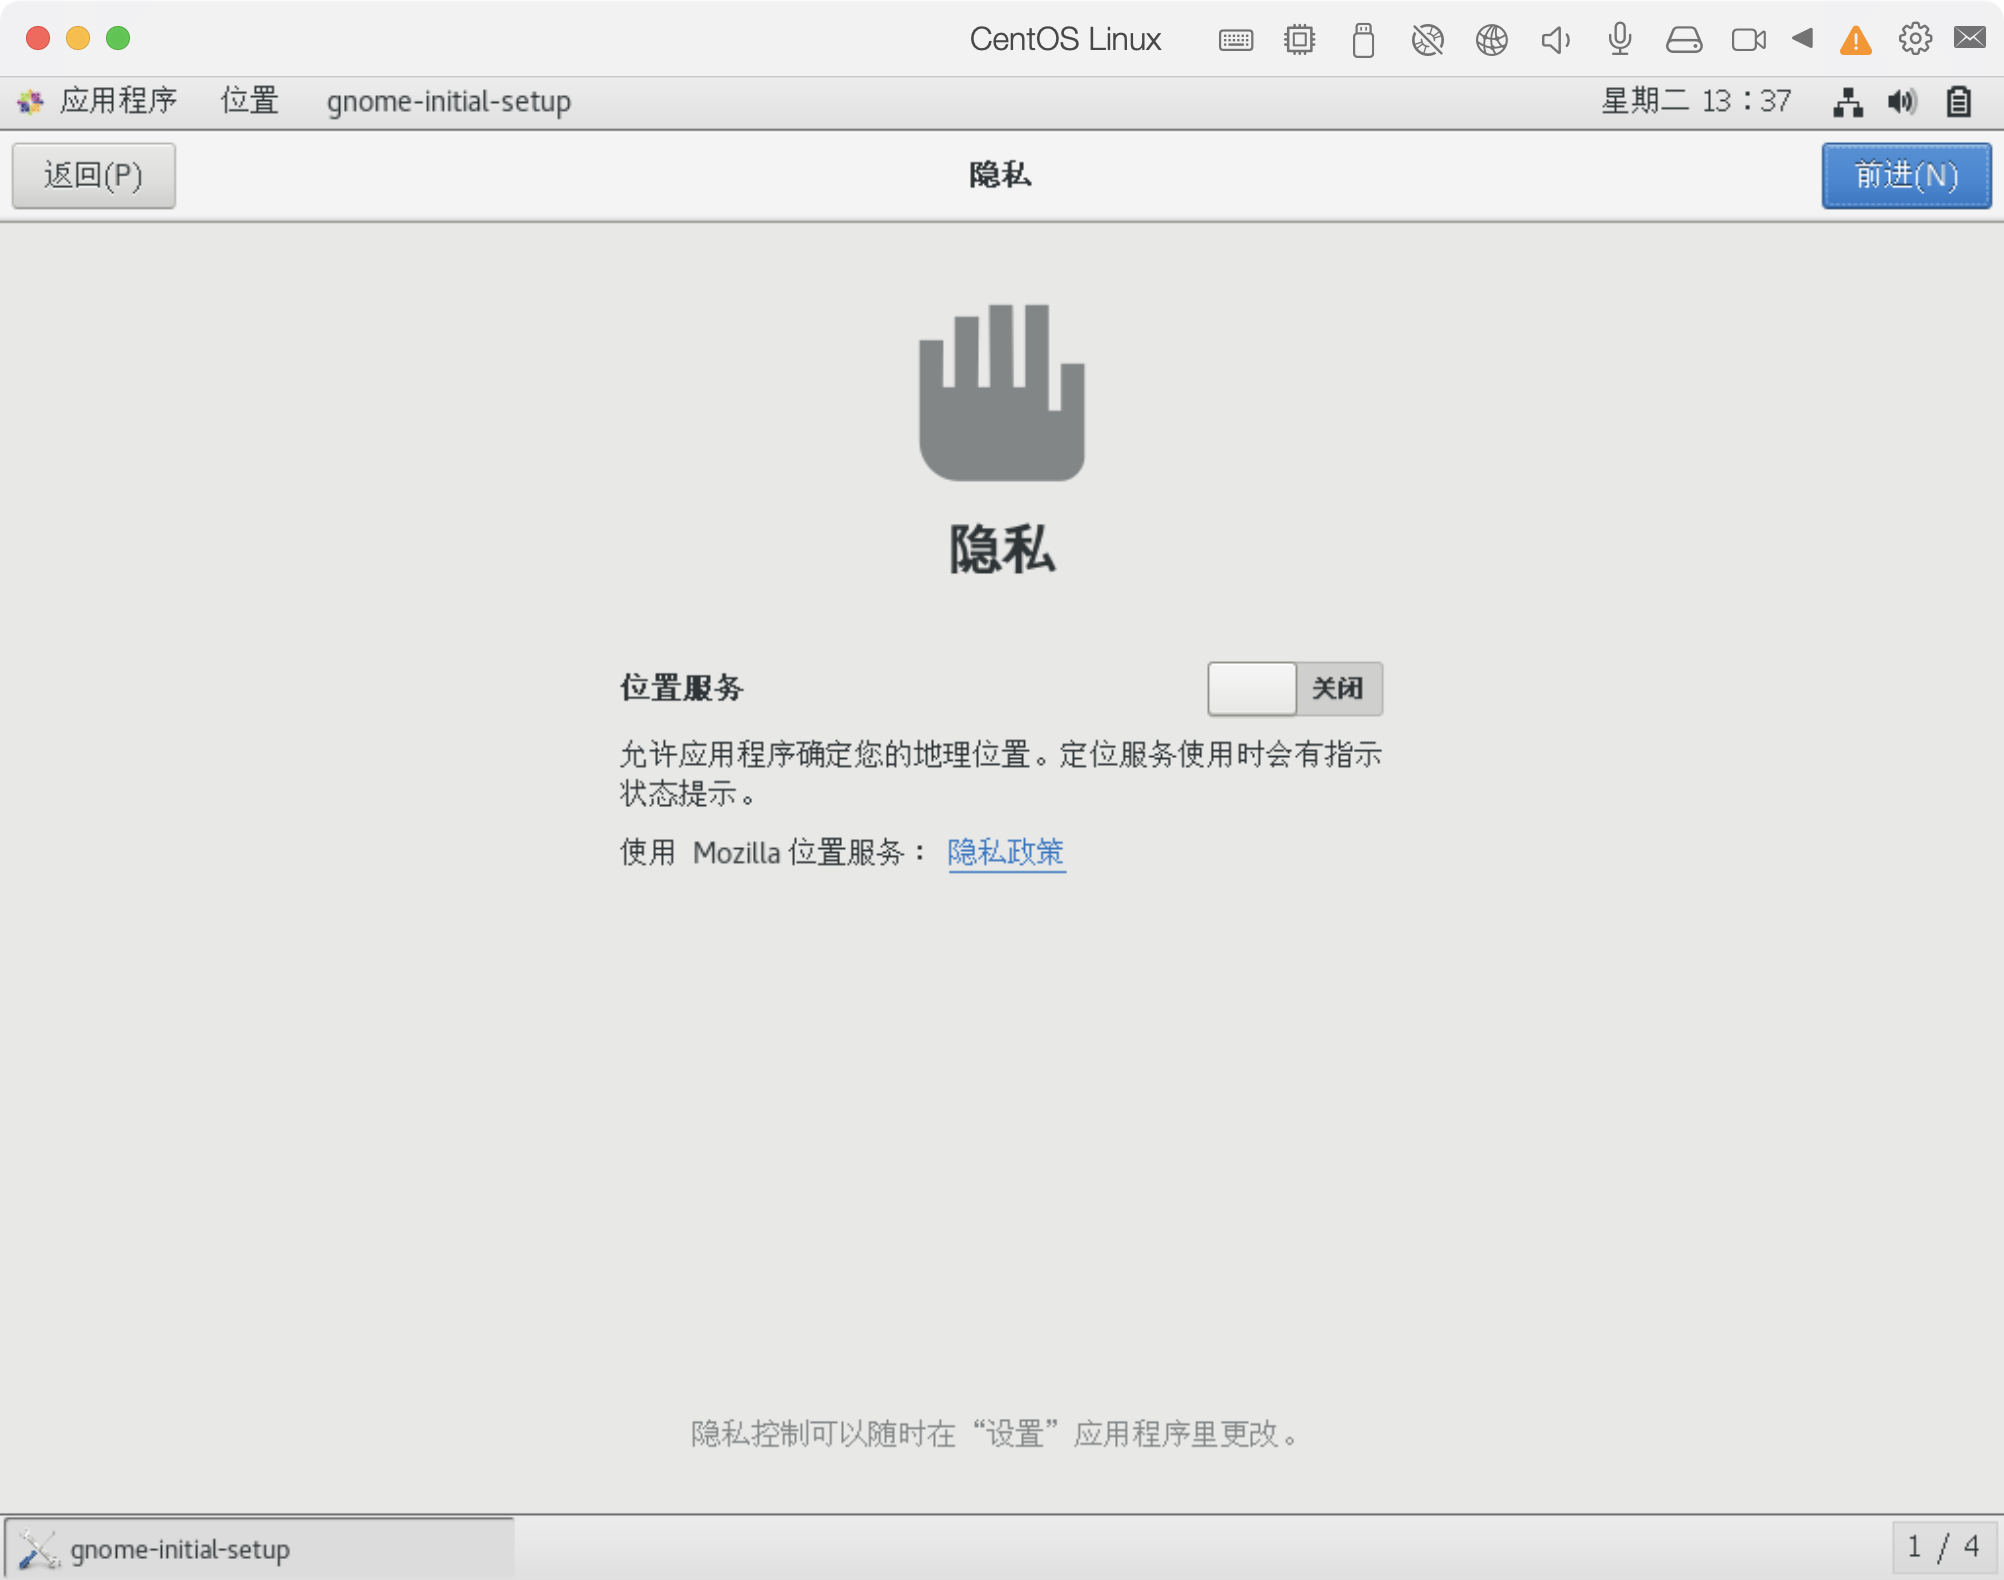 CentOS Linux
应用程序 位置 gnome-initial-setup 星期二 13：37
返回(P) 隐私 前进(N)
隐私
位置服务 关闭
允许应用程序确定您的地理位置。定位服务使用时会有指示
状态提示。
使用 Mozilla 位置服务： 隐私政策
隐私控制可以随时在“设置”应用程序里更改。
gnome-initial-setup 1 / 4